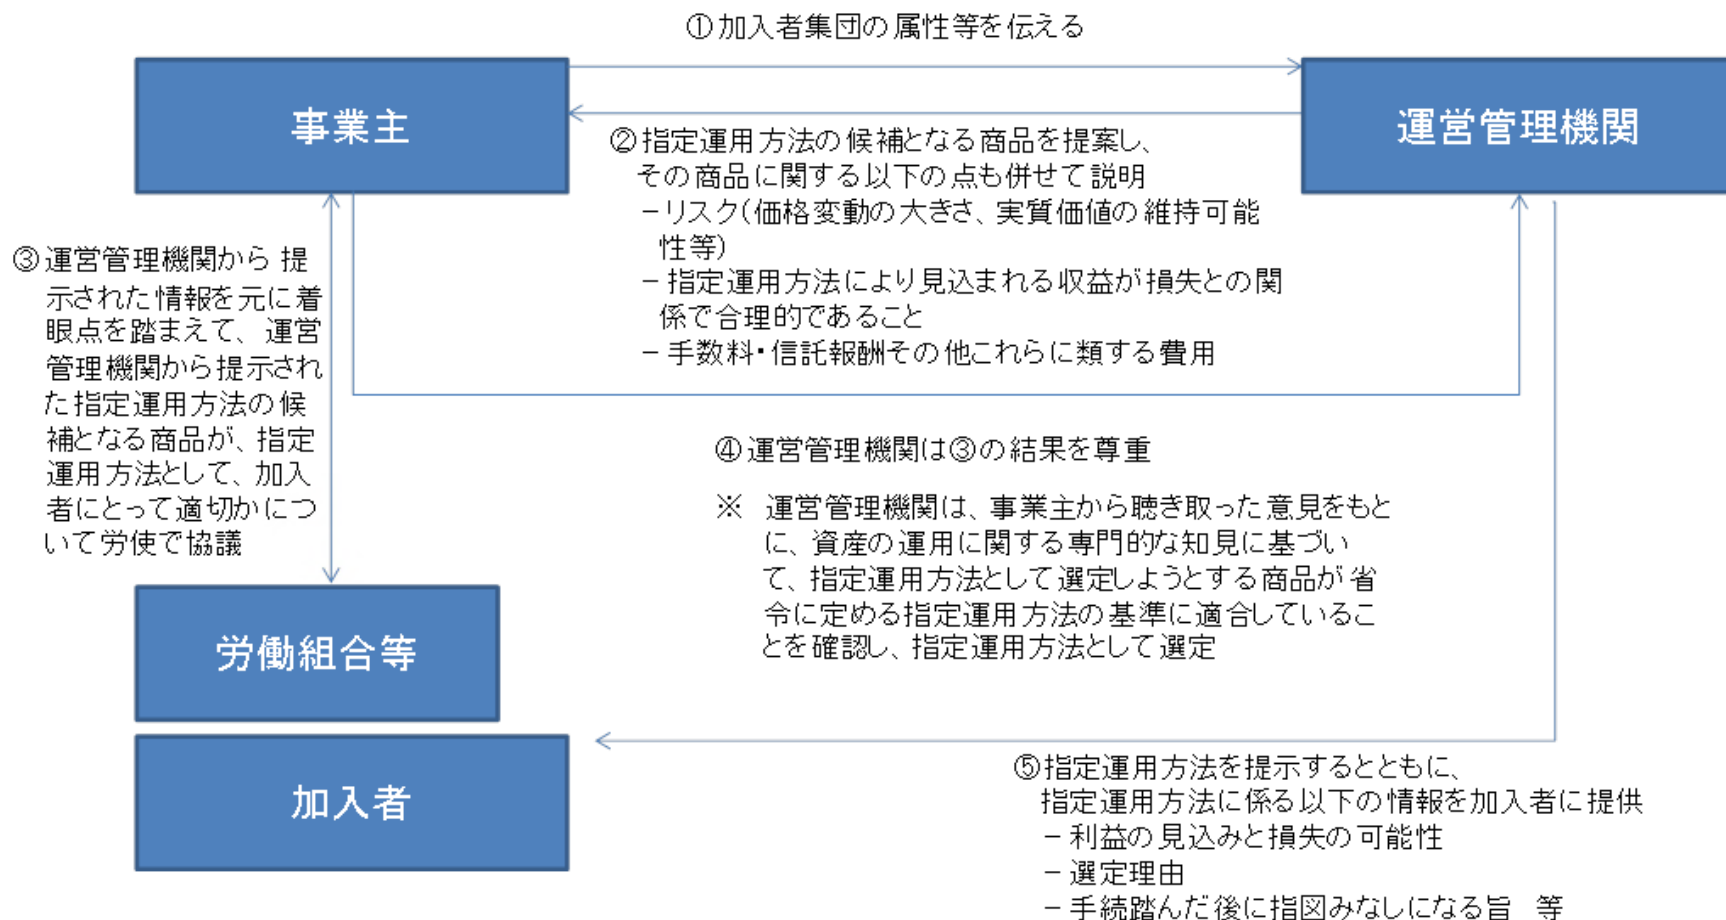 ①加入者集団の属性等を伝える
事業主
運営管理機関
②指定運用方法の候補となる商品を提案し、
その商品に関する以下の点も併せて説明
－リスク(価格変動の大きさ、実質価値の維持可能
性等)
－指定運用方法により見込まれる収益が損失との関
係で合理的であること
－手数料・信託報酬その他これらに類する費用
③運営管理機関から 提
示された情報を元に着
眼点を踏まえて、運営
管理機関から提示され
た指定運用方法の候
補となる商品が、指定
運用方法として、加入
者にとって適切かにつ
いて労使で協議
④運営管理機関は③の結果を尊重
※ 運営管理機関は、事業主から聴き取った意見をもと
に、資産の運用に関する専門的な知見に基づい
て、指定運用方法として選定しようとする商品が省
令に定める指定運用方法の基準に適合しているこ
とを確認し、指定運用方法として選定
労働組合等
加入者
⑤指定運用方法を提示するとともに、
指定運用方法に係る以下の情報を加入者に提供
－利益の見込みと損失の可能性
－選定理由
－手続踏んだ後に指図みなしになる旨 等